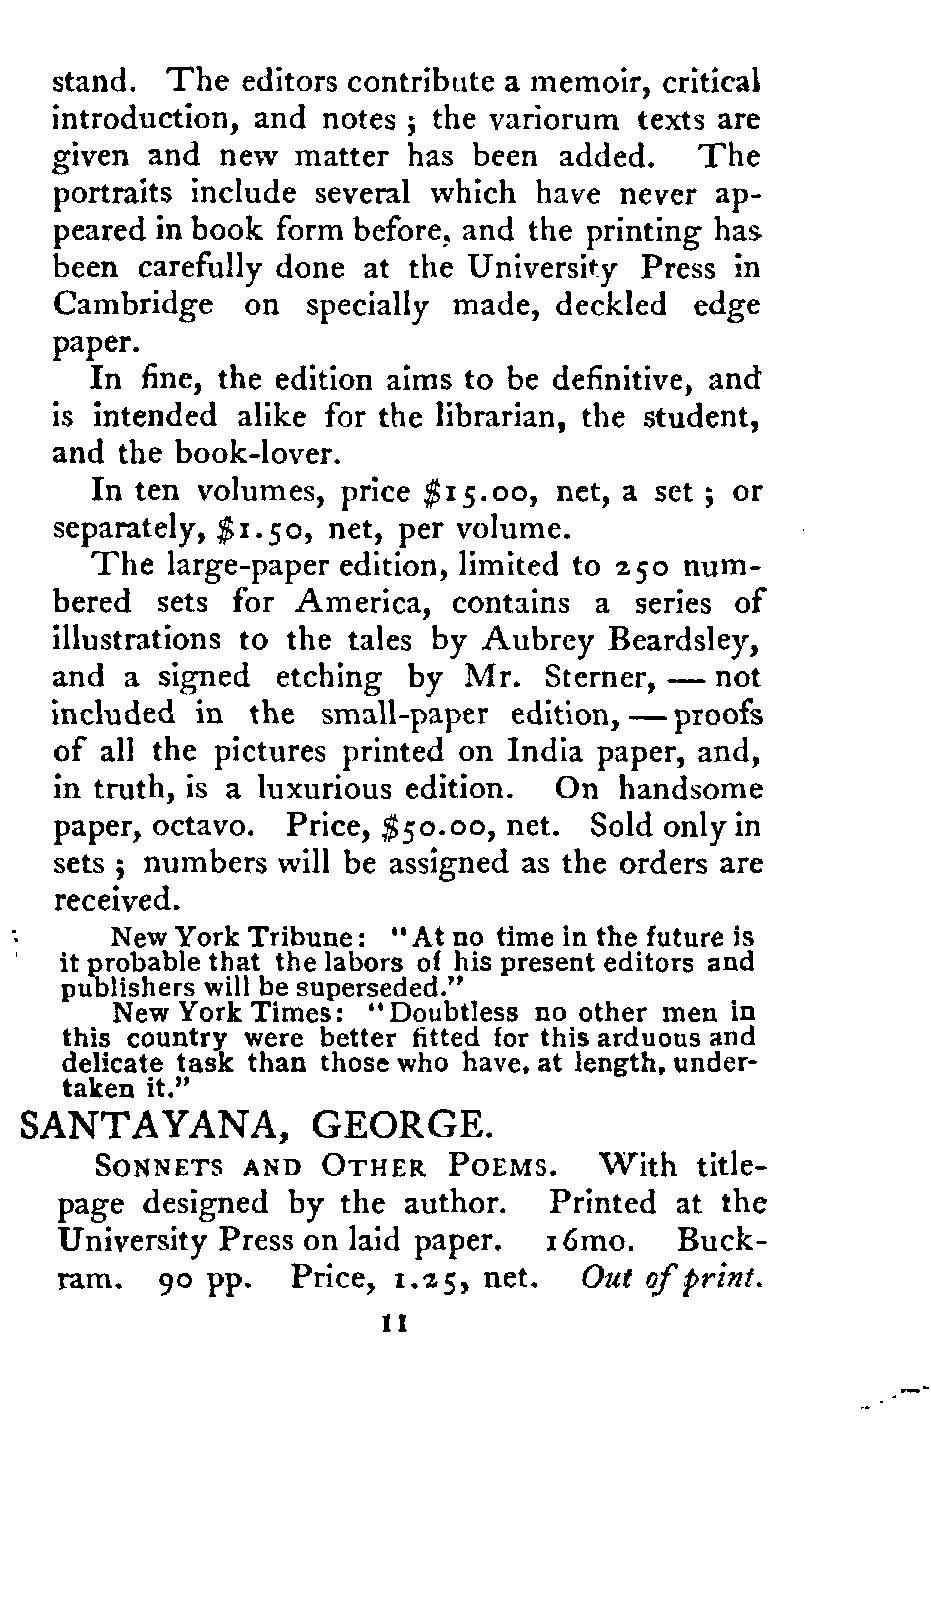 stand. The editors contribute a memoir, critical
introduction, and notes ; the variorum texts are
given and new matter has been added. The
portraits include several which have never ap-
peared in book form before, and the printing has
been carefully done at the University Press in
Cambridge on specially made, deckled edge
paper.
In fine, the edition aims to be definitive, and
is intended alike for the librarian, the student,
and the book-lover.
In ten volumes, price $15.00, net, a set ; or
separately, $1.50, net, per volume.
The large-paper edition, limited to 250 num-
bered sets for America, contains a series of
illustrations to the tales by Aubrey Beardsley,
and a signed etching by Mr. Sterner, — not
included in the small-paper edition, — proofs
of all the pictures printed on India paper, and,
in truth, is a luxurious edition. On handsome
paper, octavo. Price, $50.00, net. Sold only in
sets ; numbers will be assigned as the orders are
received.
New York Tribune: "At no time in the future is
it probable that the labors of his present editors and
publishers will be superseded."
New York Times: "Doubtless no other men in
this country were better fitted for this arduous and
delicate task than those who have, at length, under-
taken it."
SANTAYANA, GEORGE.
SONNETS AND OTHER POEMS. With title-
page designed by the author. Printed at the
University Press on laid paper. 16mo. Buck-
ram. 90 pp. Price, 1.25, net. Out of print.
11